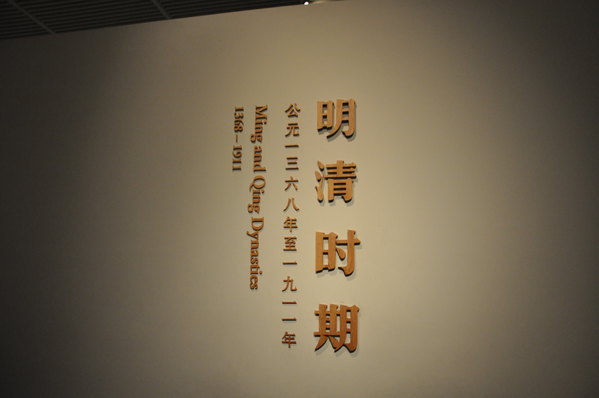 明清时期
公元一三六八年至一九一一年
Ming and Qing Dynasties
1368 – 1911